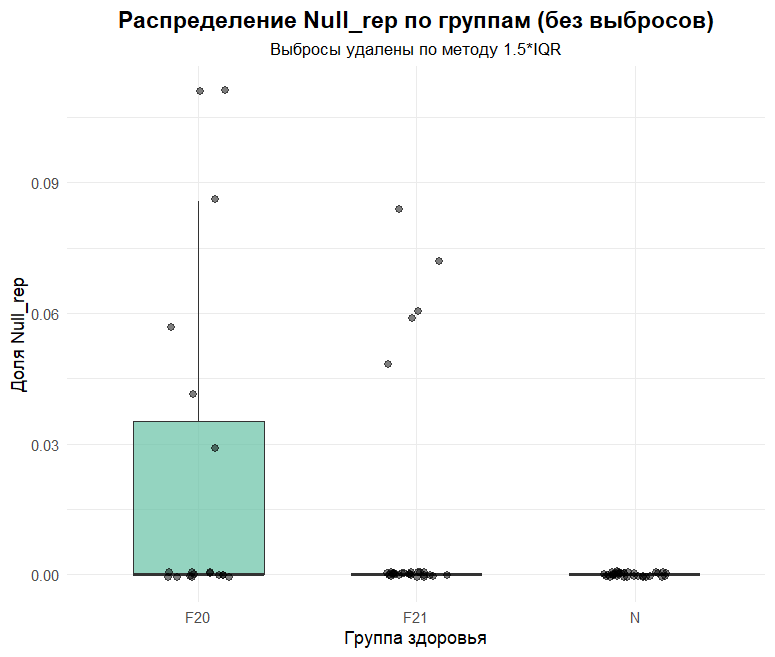 Распределение Null_rep по группам (без выбросов)
Выбросы удалены по методу 1.5*IQR
Доля Null_rep
0.09
0.06
0.03
0.00
F20
F21
N
Группа здоровья